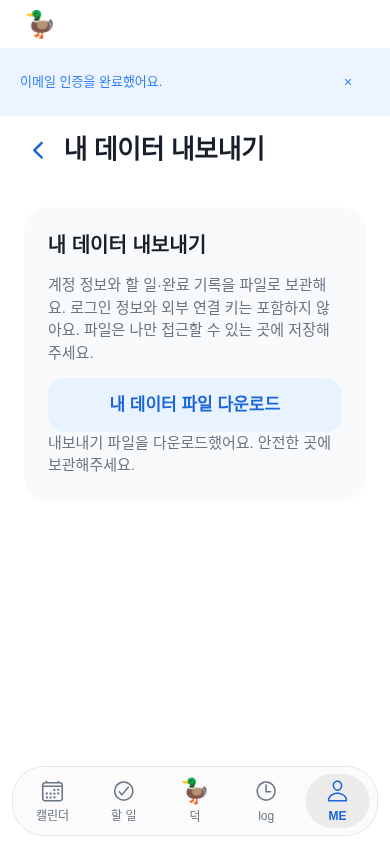 이메일 인증을 완료했어요.
×
내 데이터 내보내기
내 데이터 내보내기
계정 정보와 할 일·완료 기록을 파일로 보관해
요. 로그인 정보와 외부 연결 키는 포함하지 않
아요. 파일은 나만 접근할 수 있는 곳에 저장해
주세요.
내 데이터 파일 다운로드
내보내기 파일을 다운로드했어요. 안전한 곳에
보관해주세요.
캘린더
할 일
덕
log
ME